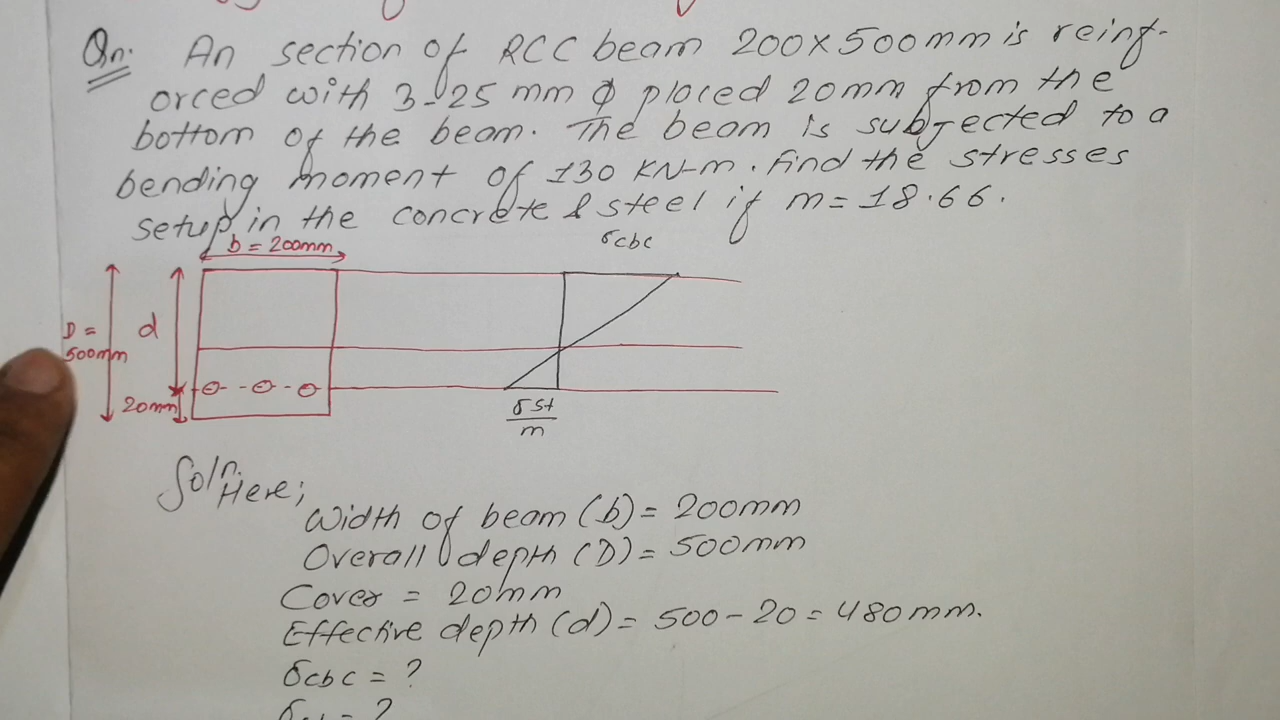 Qn. An section of RCC beam 200x500mm is reinf-
orced with 3-25 mm ϕ placed 20mm from the
bottom of the beam. The beam is subjected to a
bending moment of 130 KN-m. Find the stresses
setup in the concrete & steel if m = 18.66.
b = 200mm
σcbc
D =
500mm
d
20mm
σst
m
Soln.
Here;
Width of beam (b) = 200mm
Overall depth (D) = 500mm
Cover = 20mm
Effective depth (d) = 500 - 20 = 480mm.
σcbc = ?